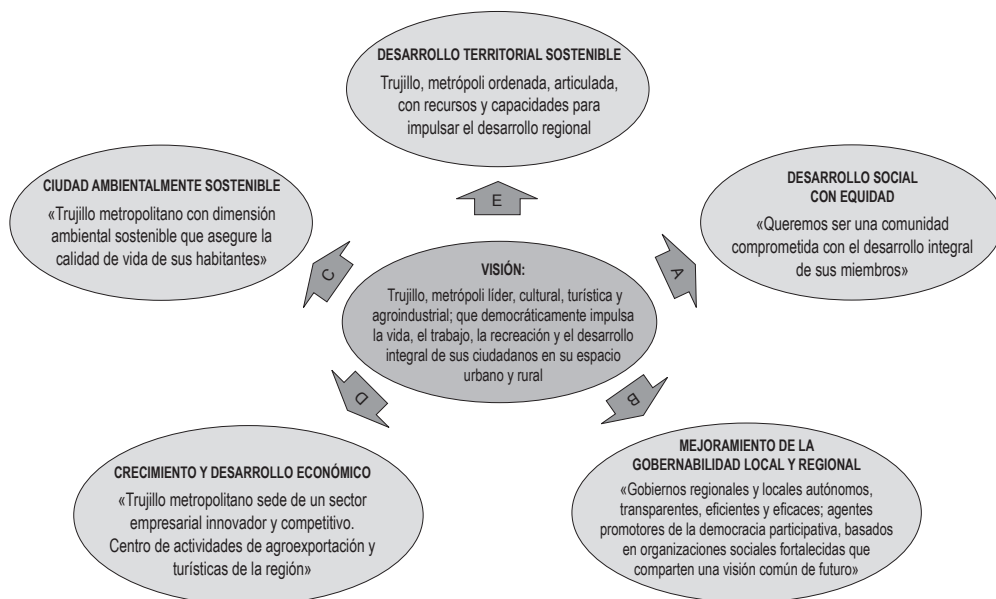 DESARROLLO TERRITORIAL SOSTENIBLE
Trujillo, metrópoli ordenada, articulada,
con recursos y capacidades para
impulsar el desarrollo regional
CIUDAD AMBIENTALMENTE SOSTENIBLE
«Trujillo metropolitano con dimensión
ambiental sostenible que asegure la
calidad de vida de sus habitantes»
E
DESARROLLO SOCIAL
CON EQUIDAD
«Queremos ser una comunidad
comprometida con el desarrollo integral
de sus miembros»
C
A
VISIÓN:
Trujillo, metrópoli líder, cultural, turística y
agroindustrial; que democráticamente impulsa
la vida, el trabajo, la recreación y el desarrollo
integral de sus ciudadanos en su espacio
urbano y rural
D
B
CRECIMIENTO Y DESARROLLO ECONÓMICO
«Trujillo metropolitano sede de un sector
empresarial innovador y competitivo.
Centro de actividades de agroexportación y
turísticas de la región»
MEJORAMIENTO DE LA
GOBERNABILIDAD LOCAL Y REGIONAL
«Gobiernos regionales y locales autónomos,
transparentes, eficientes y eficaces; agentes
promotores de la democracia participativa, basados
en organizaciones sociales fortalecidas que
comparten una visión común de futuro»